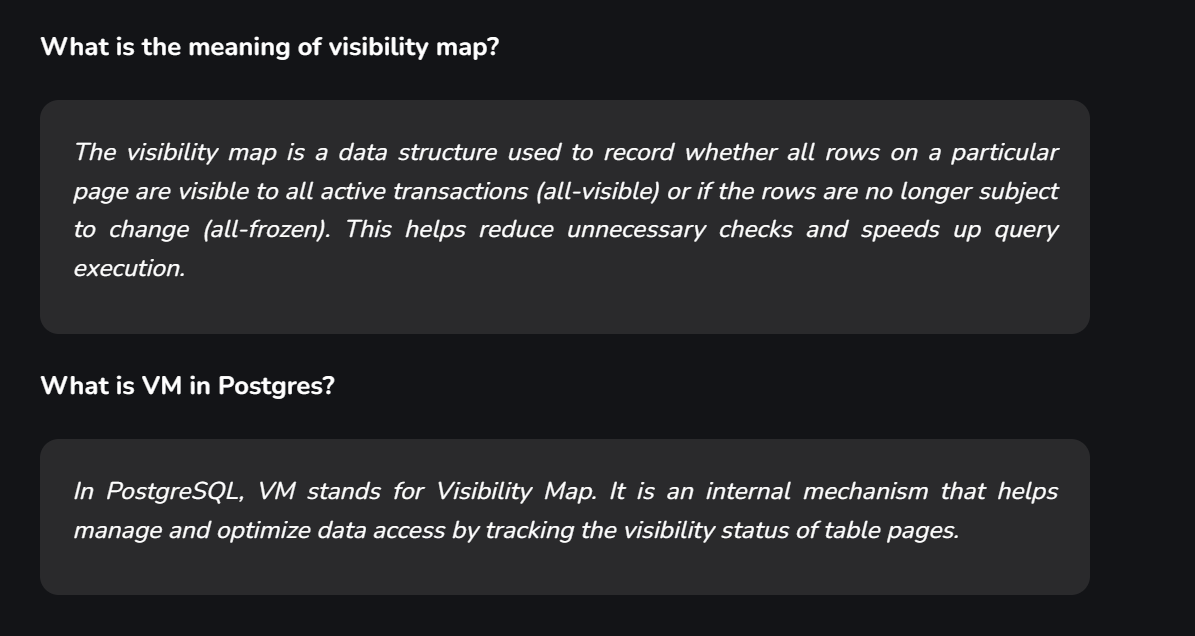 What is the meaning of visibility map?
The visibility map is a data structure used to record whether all rows on a particular
page are visible to all active transactions (all-visible) or if the rows are no longer subject
to change (all-frozen). This helps reduce unnecessary checks and speeds up query
execution.
What is VM in Postgres?
In PostgreSQL, VM stands for Visibility Map. It is an internal mechanism that helps
manage and optimize data access by tracking the visibility status of table pages.